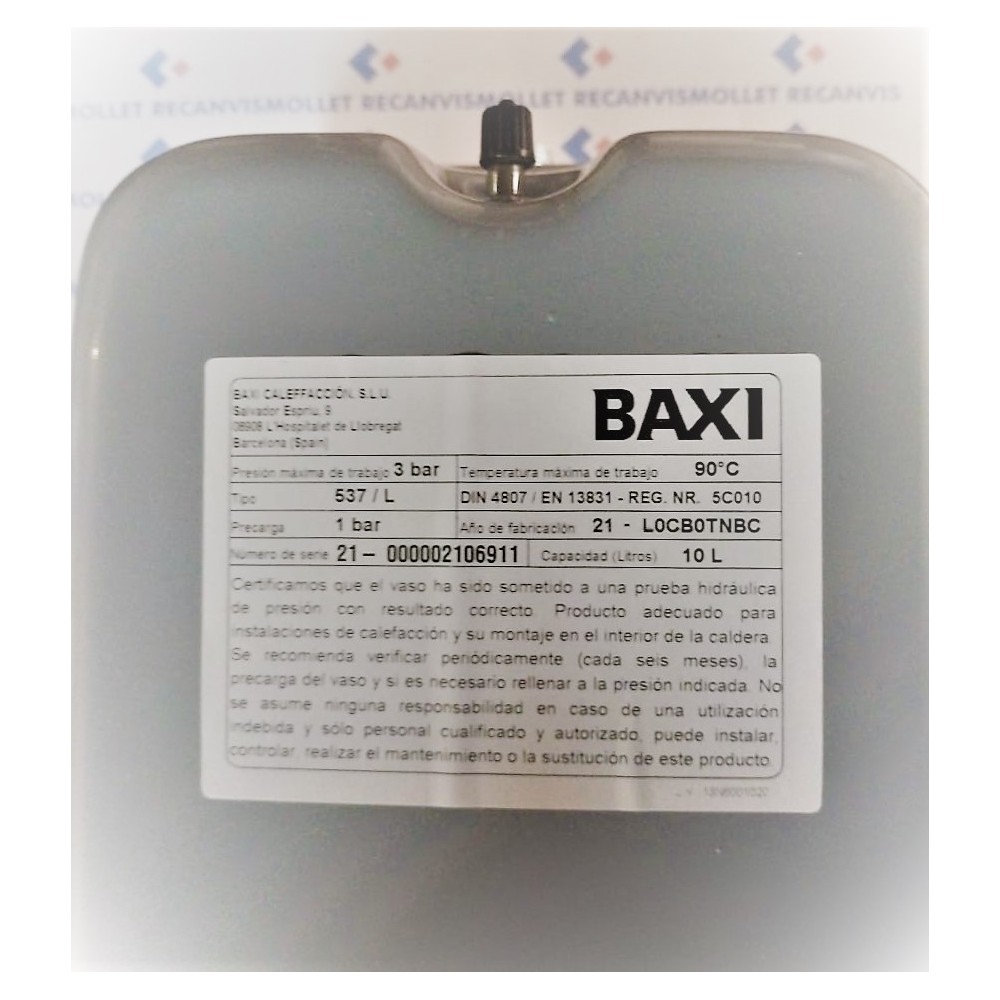 MOLLET RECANVISMOLLET RECANVISMOLLET RECANVISMOLLET RECANVIS
BAXI CALEFFACCIÓN, S.L.U.
Salvador Espriu, 9
08908 L'Hospitalet de Llobregat
Barcelona (Spain)
BAXI
Presión máxima de trabajo 3 bar Temperatura máxima de trabajo 90°C
Tipo 537 / L DIN 4807 / EN 13831 - REG. NR. 5C010
Precarga 1 bar Año de fabricación 21 - L0CB0TNBC
Número de serie 21- 000002106911 Capacidad (Litros) 10 L
Certificamos que el vaso ha sido sometido a una prueba hidráulica
de presión con resultado correcto. Producto adecuado para
instalaciones de calefacción y su montaje en el interior de la caldera.
Se recomienda verificar periódicamente (cada seis meses), la
precarga del vaso y si es necesario rellenar a la presión indicada. No
se asume ninguna responsabilidad en caso de una utilización
indebida y sólo personal cualificado y autorizado, puede instalar,
controlar, realizar el mantenimiento o la sustitución de este producto.